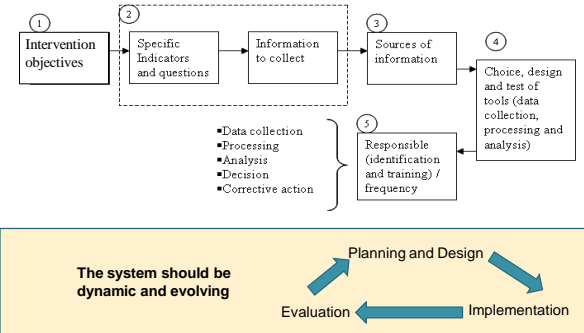 1
Intervention
objectives
2
Specific
Indicators
and questions
Information
to collect
3
Sources of
information
4
Choice, design
and test of
tools (data
collection,
processing and
analysis)
5
Responsible
(identification
and training) /
frequency
▪Data collection
▪Processing
▪Analysis
▪Decision
▪Corrective action
The system should be
dynamic and evolving
Planning and Design
Implementation
Evaluation